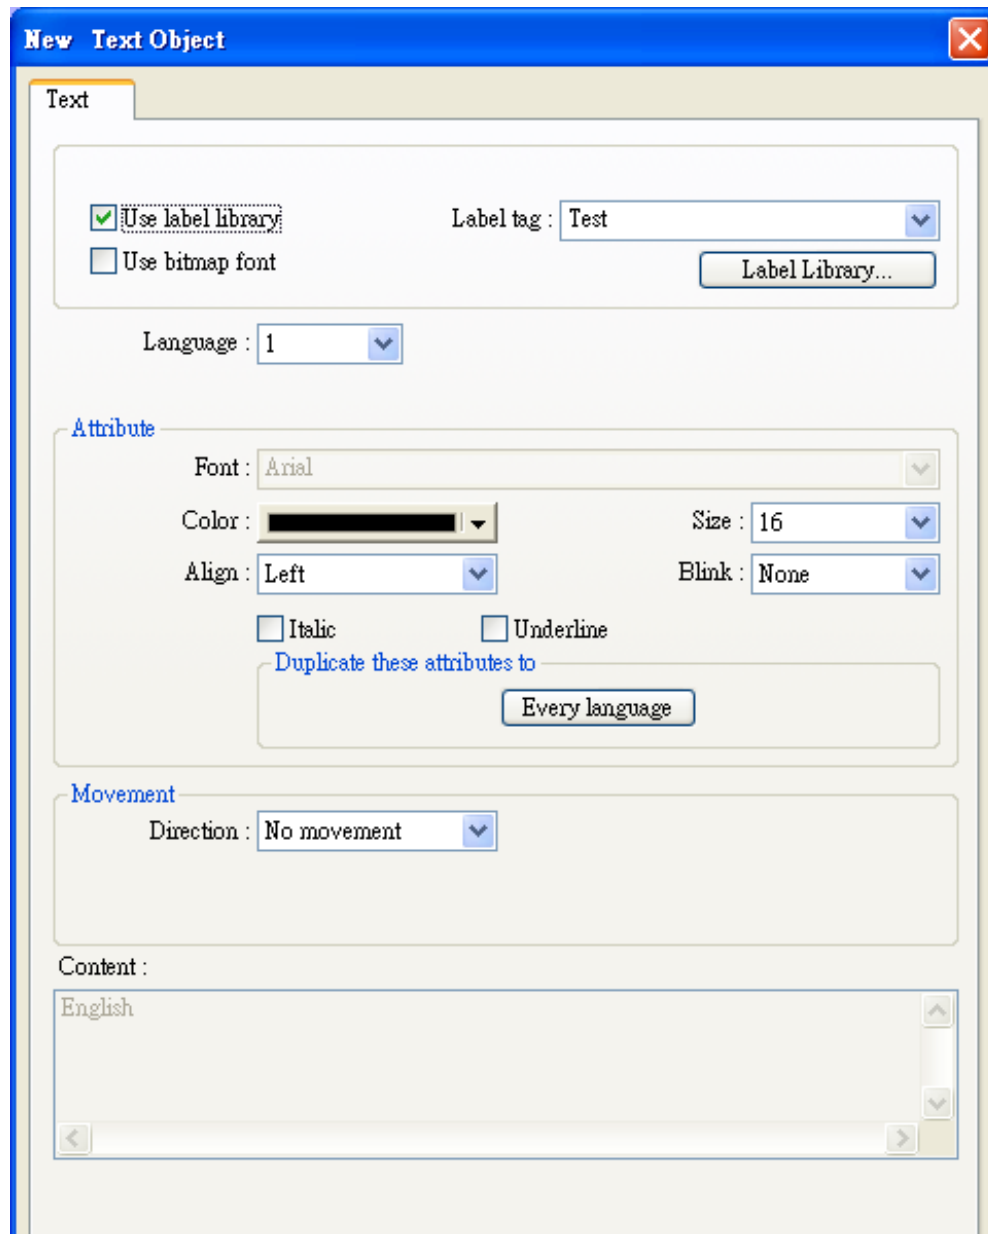 New Text Object
Text
Use label library Label tag : Test
Use bitmap font Label Library...
Language : 1
Attribute
Font : Arial
Color : Size : 16
Align : Left Blink : None
Italic Underline
Duplicate these attributes to
Every language
Movement
Direction : No movement
Content :
English